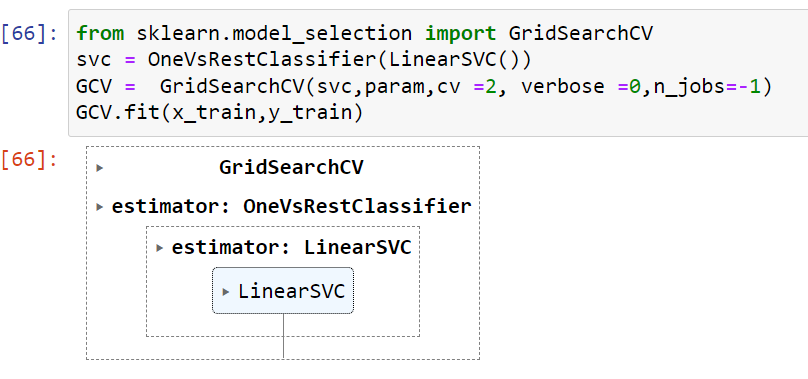 [66]: from sklearn.model_selection import GridSearchCV
svc = OneVsRestClassifier(LinearSVC())
GCV =  GridSearchCV(svc,param,cv =2, verbose =0,n_jobs=-1)
GCV.fit(x_train,y_train)
[66]:
▸ GridSearchCV
▸ estimator: OneVsRestClassifier
▸ estimator: LinearSVC
▸ LinearSVC